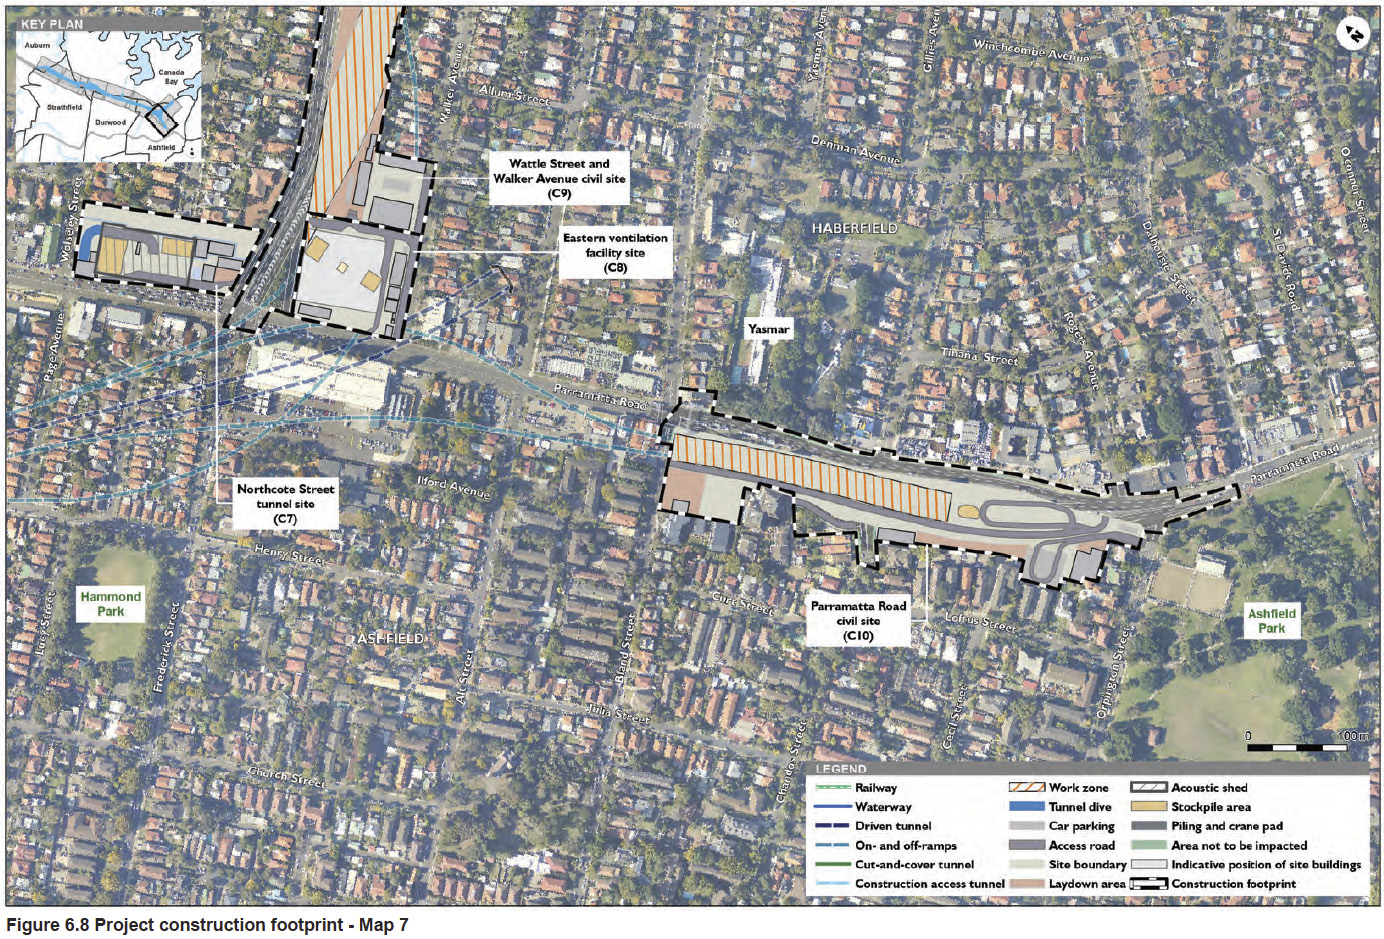 KEY PLAN
Auburn
Canada
Bay
Strathfield
Burwood
Ashfield
N
Winchcombe Avenue
Yasmar Avenue
Gillies Avenue
Walker Avenue
Allum Street
Denman Avenue
O'Connor Street
Wattle Street and
Walker Avenue civil site
(C9)
Wolseley Street
HABERFIELD
Dalhousie Street
St Davids Road
Eastern ventilation
facility site
(C8)
Yasmar
Rogers Avenue
Tinana Street
Page Avenue
Parramatta Road
Parramatta Road
Ilford Avenue
Northcote Street
tunnel site
(C7)
Henry Street
Hammond
Park
Lucy Street
Frederick Street
ASHFIELD
Alt Street
Bland Street
Curt Street
Parramatta Road
civil site
(C10)
Loftus Street
Ashfield
Park
Orpington Street
Julia Street
Cecil Street
Chandos Street
Church Street
0 100 m
LEGEND
Railway
Waterway
Driven tunnel
On- and off-ramps
Cut-and-cover tunnel
Construction access tunnel
Work zone
Tunnel dive
Car parking
Access road
Site boundary
Laydown area
Acoustic shed
Stockpile area
Piling and crane pad
Area not to be impacted
Indicative position of site buildings
Construction footprint
Figure 6.8 Project construction footprint - Map 7